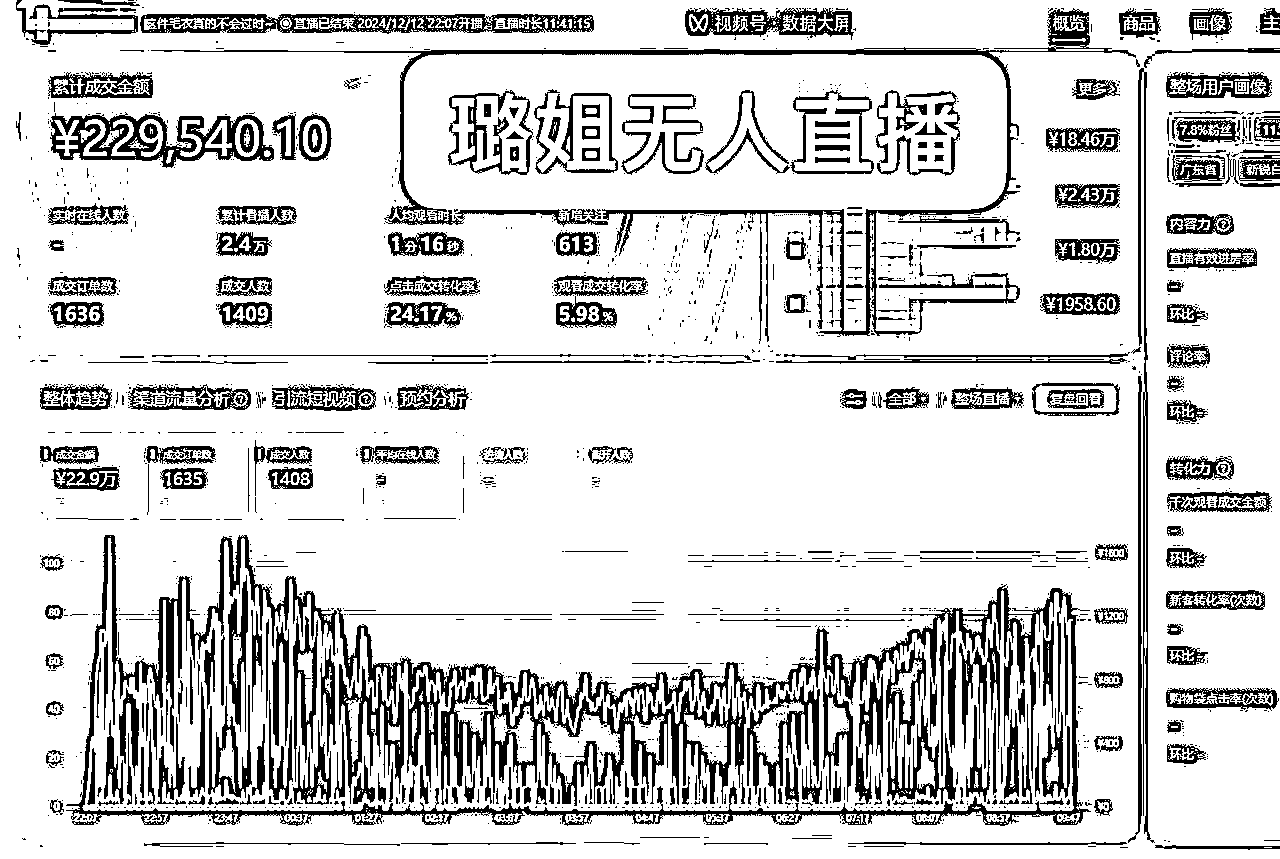 这件毛衣真的不会过时~ 直播已结束 2024/12/12 22:07开播 直播时长11:41:15
视频号 · 数据大屏
概览 商品 画像 主
累计成交金额
¥229,540.10
璐姐无人直播
更多>
¥18.46万
¥2.43万
¥1.80万
¥1958.60
实时在线人数 累计看播人数 人均观看时长 新增关注
- 2.4万 1分16秒 613
成交订单数 成交人数 点击成交转化率 观看成交转化率
1636 1409 24.17% 5.98%
整场用户画像
7.8%粉丝 11.
广东省
内容力
直播有效进房率
-
环比 -
评论率
-
环比 -
转化力
千次观看成交金额
-
环比 -
新客转化率(次数)
-
环比 -
购物袋点击率(次数)
-
环比 -
整体趋势 渠道流量分析 引流短视频 预约分析
全部 整场直播 复盘回看
成交金额 成交订单数 成交人数 平均在线人数
¥22.9万 1635 1408 -
100 80 60 40 20 0
¥1600 ¥1200 ¥800 ¥400 ¥0
22:07 22:57 23:47 00:37 01:27 02:17 03:07 03:57 04:47 05:37 06:27 07:17 08:07 08:57 09:47